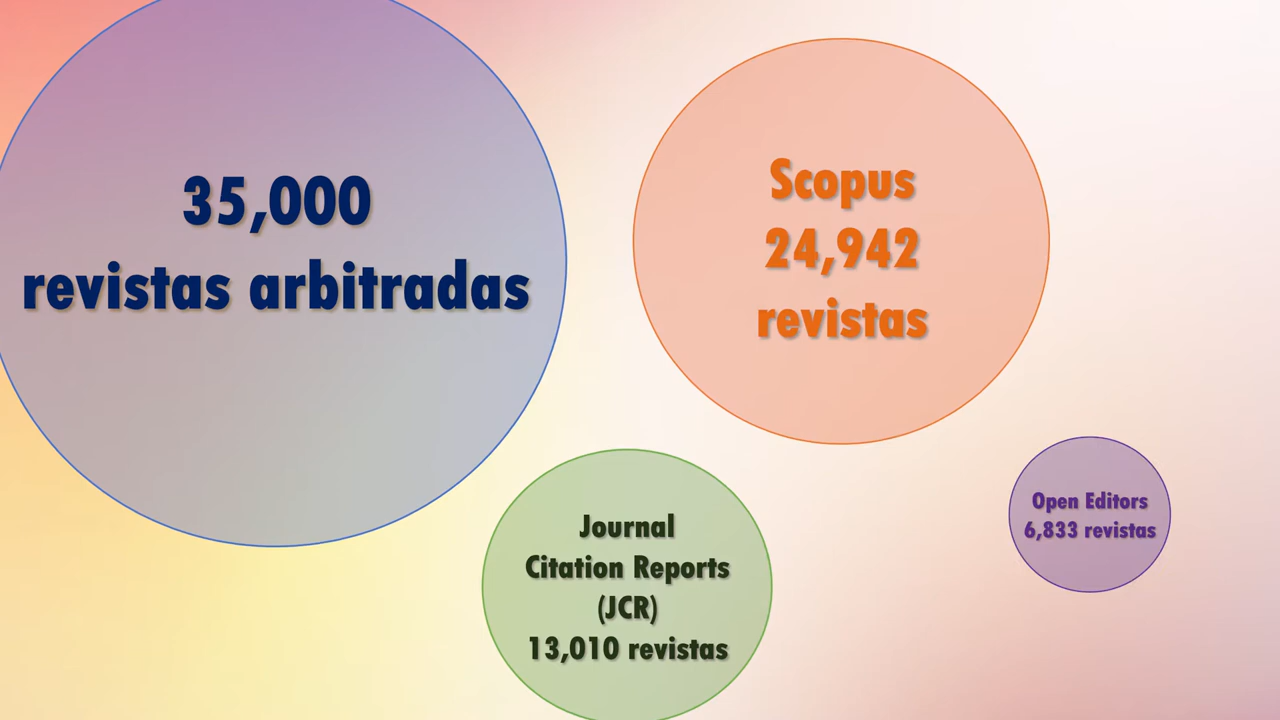 35,000
revistas arbitradas
Scopus
24,942
revistas
Journal
Citation Reports
(JCR)
13,010 revistas
Open Editors
6,833 revistas